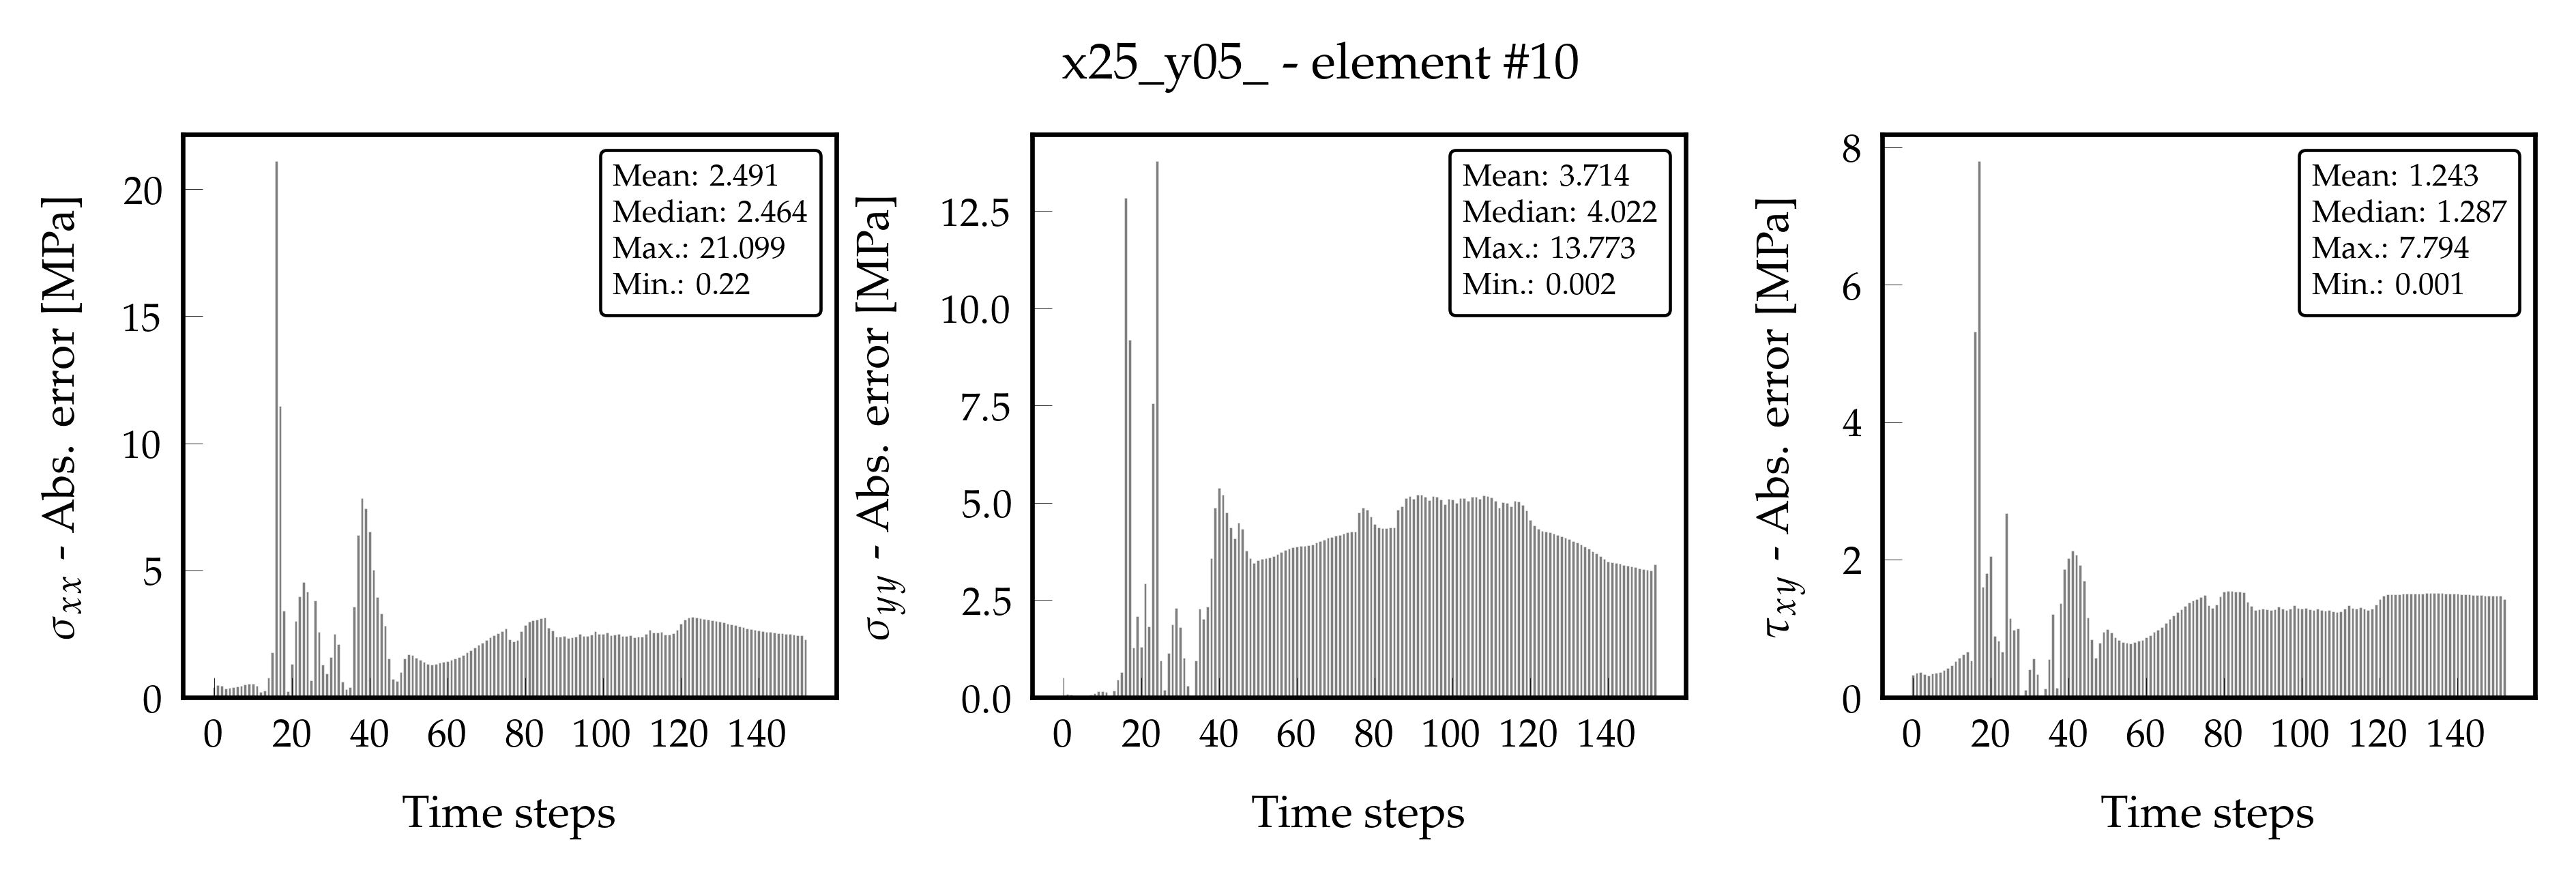 x25_y05_ - element #10
σxx - Abs. error [MPa]
20
15
10
5
0
Mean: 2.491
Median: 2.464
Max.: 21.099
Min.: 0.22
0 20 40 60 80 100 120 140
Time steps
σyy - Abs. error [MPa]
12.5
10.0
7.5
5.0
2.5
0.0
Mean: 3.714
Median: 4.022
Max.: 13.773
Min.: 0.002
0 20 40 60 80 100 120 140
Time steps
τxy - Abs. error [MPa]
8
6
4
2
0
Mean: 1.243
Median: 1.287
Max.: 7.794
Min.: 0.001
0 20 40 60 80 100 120 140
Time steps